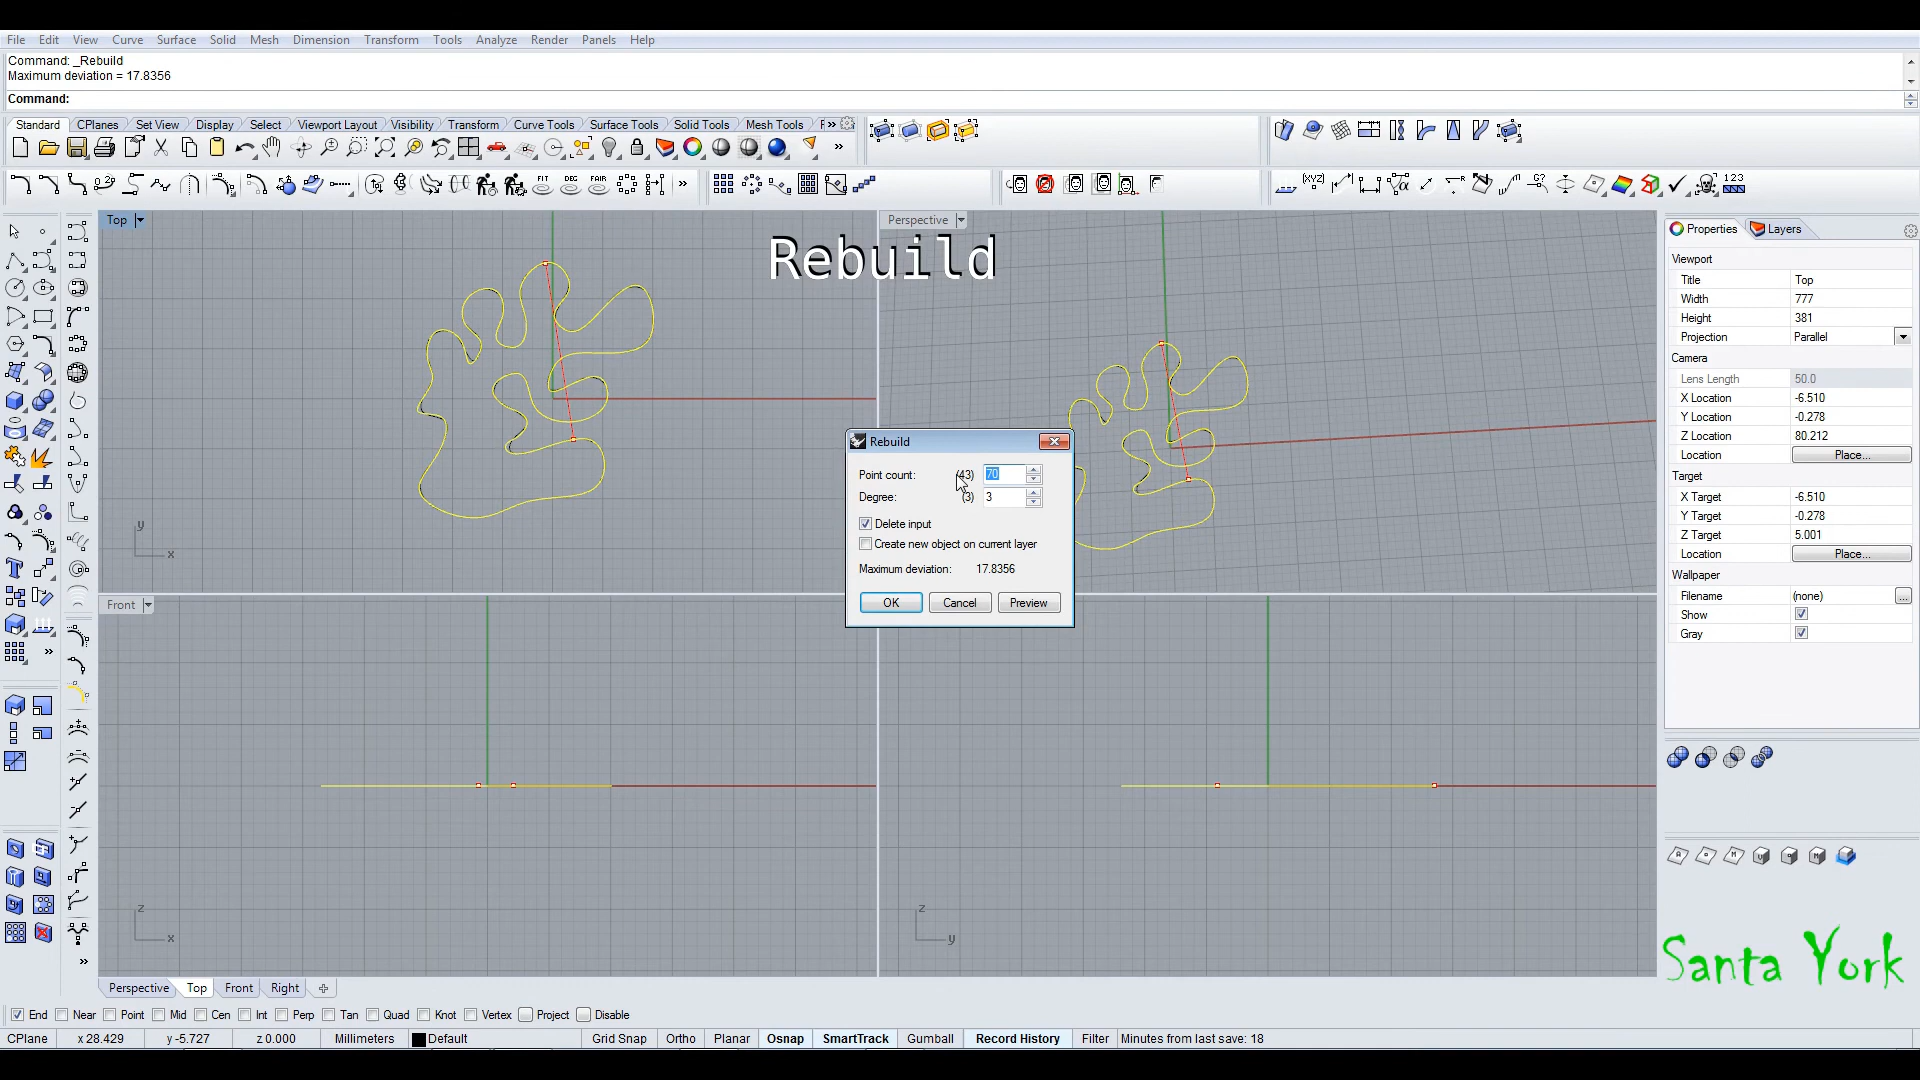 File Edit View Curve Surface Solid Mesh Dimension Transform Tools Analyze Render Panels Help
Command: _Rebuild
Maximum deviation = 17.8356
Command:
Standard CPlanes Set View Display Select Viewport Layout Visibility Transform Curve Tools Surface Tools Solid Tools Mesh Tools
FIT DEG FAIR
(XYZ) G? 123
Top
Perspective
Rebuild
Properties Layers
Viewport
Title Top
Width 777
Height 381
Projection Parallel
Camera
Lens Length 50.0
X Location -6.510
Y Location -0.278
Z Location 80.212
Location Place...
Target
X Target -6.510
Y Target -0.278
Z Target 5.001
Location Place...
Wallpaper
Filename (none) ...
Show
Gray
Rebuild
Point count: (43) 70
Degree: (3) 3
Delete input
Create new object on current layer
Maximum deviation: 17.8356
OK Cancel Preview
y
x
Front
z
x
z
y
Santa York
Perspective Top Front Right
End Near Point Mid Cen Int Perp Tan Quad Knot Vertex Project Disable
CPlane x 28.429 y -5.727 z 0.000 Millimeters Default Grid Snap Ortho Planar Osnap SmartTrack Gumball Record History Filter Minutes from last save: 18